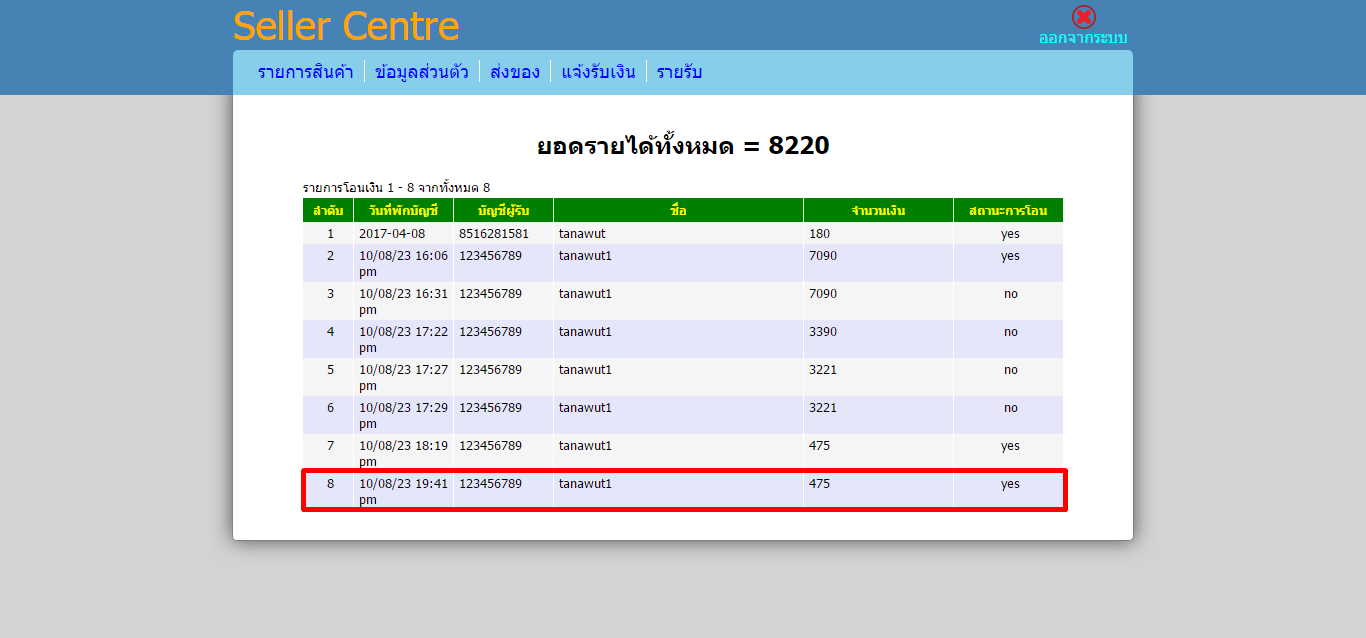 Seller Centre
ออกจากระบบ
รายการสินค้า ข้อมูลส่วนตัว ส่งของ แจ้งรับเงิน รายรับ
ยอดรายได้ทั้งหมด = 8220
รายการโอนเงิน 1 - 8 จากทั้งหมด 8
ลำดับ วันที่พักบัญชี บัญชีผู้รับ ชื่อ จำนวนเงิน สถานะการโอน
1 2017-04-08 8516281581 tanawut 180 yes
2 10/08/23 16:06 123456789 tanawut1 7090 yes
pm
3 10/08/23 16:31 123456789 tanawut1 7090 no
pm
4 10/08/23 17:22 123456789 tanawut1 3390 no
pm
5 10/08/23 17:27 123456789 tanawut1 3221 no
pm
6 10/08/23 17:29 123456789 tanawut1 3221 no
pm
7 10/08/23 18:19 123456789 tanawut1 475 yes
pm
8 10/08/23 19:41 123456789 tanawut1 475 yes
pm